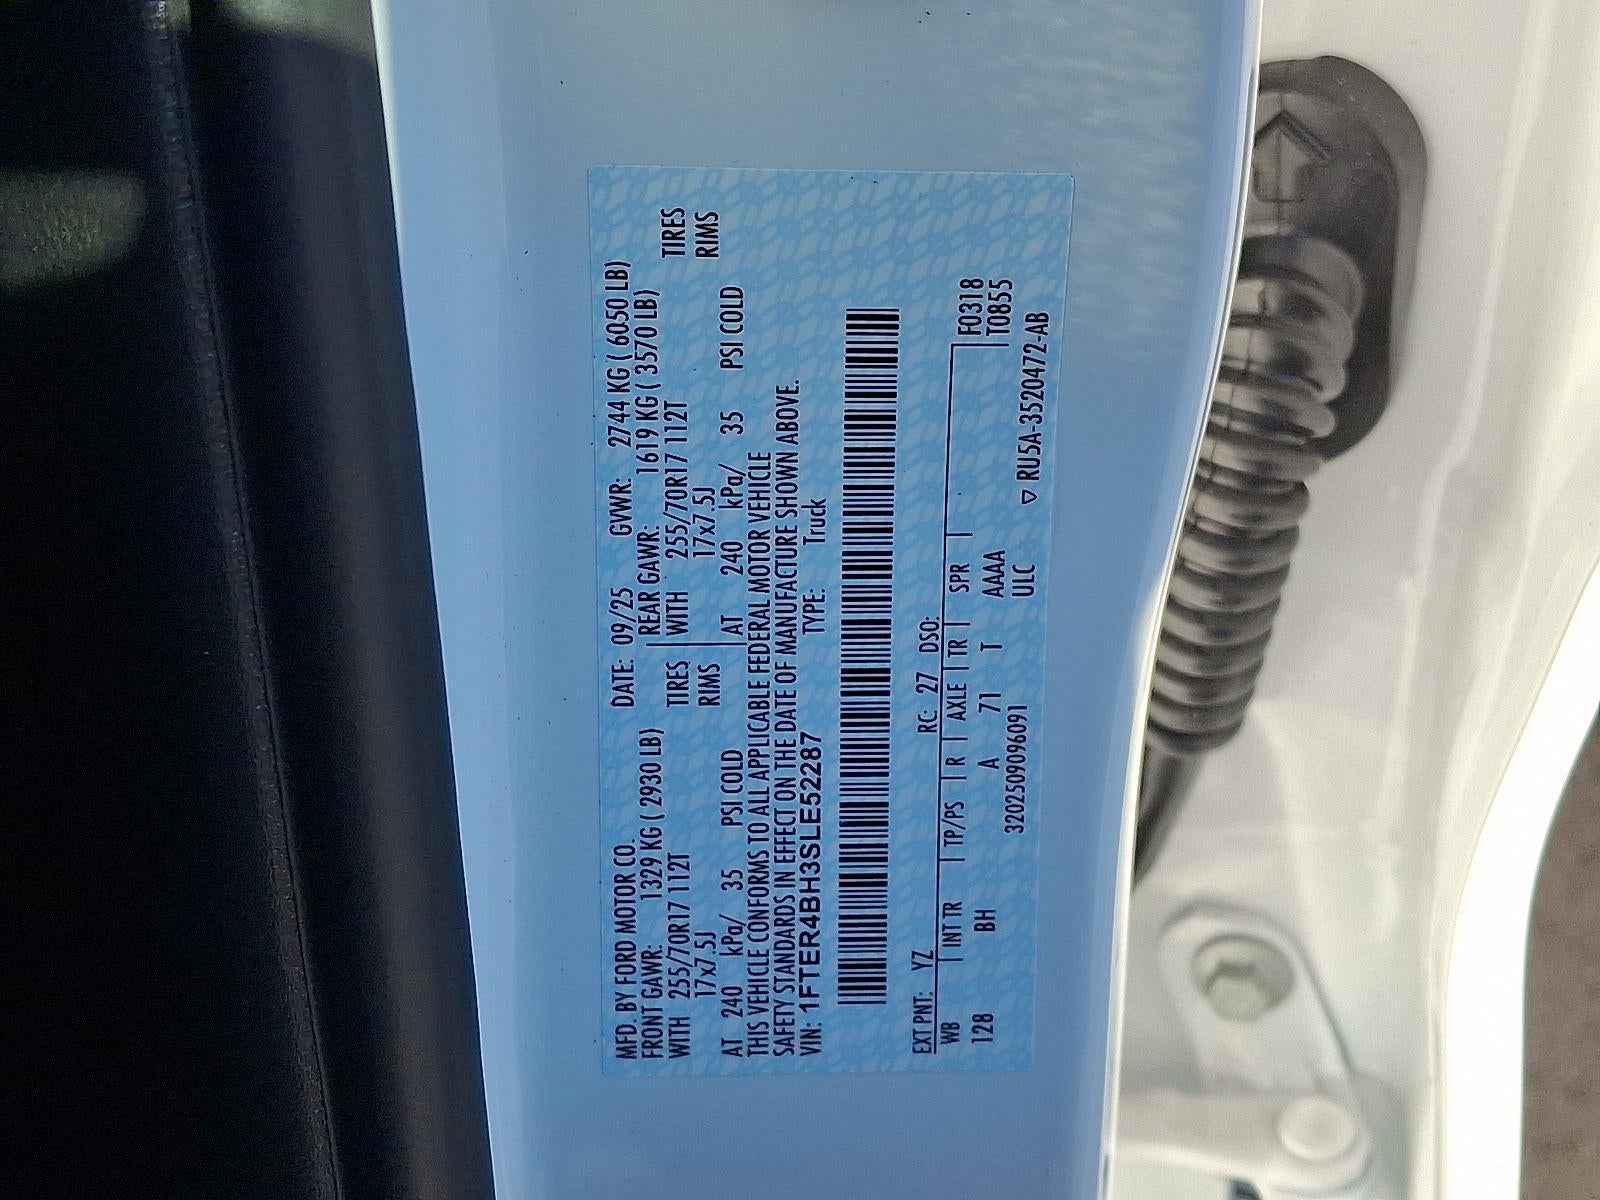 MFD. BY FORD MOTOR CO. DATE: 09/25 GVWR: 2744 KG ( 6050 LB)
FRONT GAWR: 1329 KG ( 2930 LB) REAR GAWR: 1619 KG ( 3570 LB)
WITH 255/70R17 112T TIRES WITH 255/70R17 112T TIRES
17x7.5J RIMS 17x7.5J RIMS
AT 240 kPa/ 35 PSI COLD AT 240 kPa/ 35 PSI COLD
THIS VEHICLE CONFORMS TO ALL APPLICABLE FEDERAL MOTOR VEHICLE
SAFETY STANDARDS IN EFFECT ON THE DATE OF MANUFACTURE SHOWN ABOVE.
VIN: 1FTER4BH3SLE52287 TYPE: Truck
EXT PNT: YZ RC: 27 DSO:
WB INT TR TP/PS R AXLE TR SPR F0318
128 BH A 71 T AAAA T0855
320250909609​1 ULC ▽ RU5A-3520472-AB